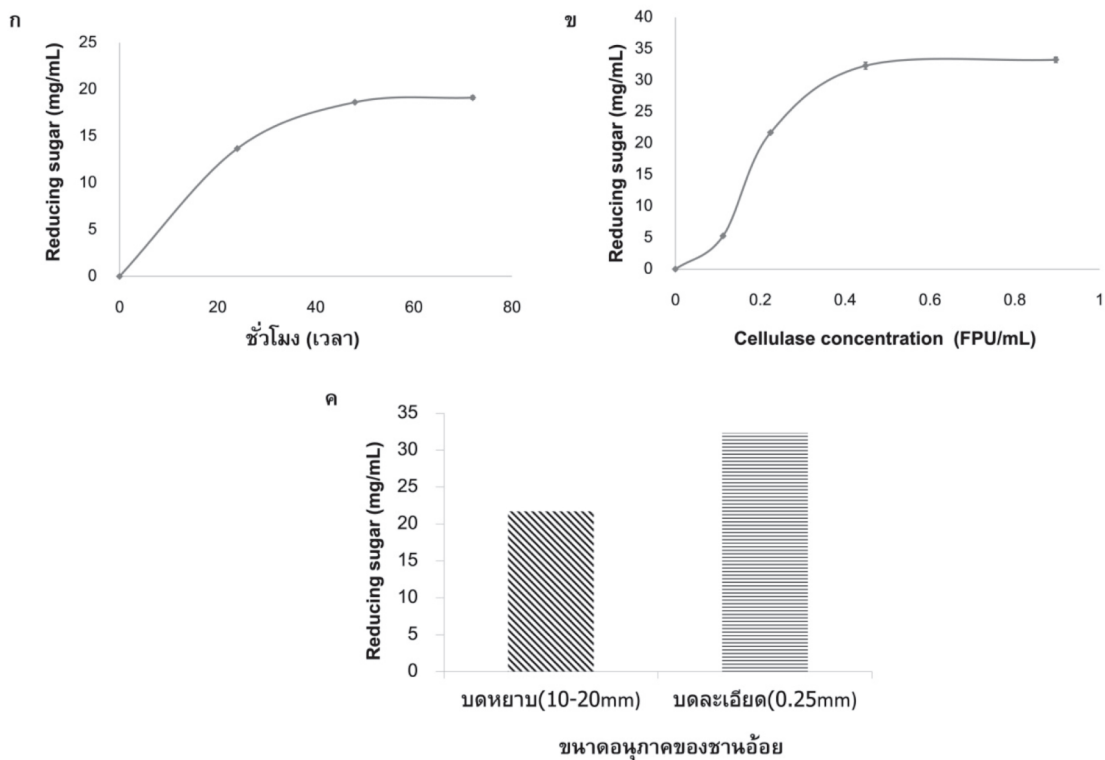 ก
Reducing sugar (mg/mL)
25
20
15
10
5
0
0 20 40 60 80
ชั่วโมง (เวลา)
ข
Reducing sugar (mg/mL)
40
35
30
25
20
15
10
5
0
0 0.2 0.4 0.6 0.8 1
Cellulase concentration (FPU/mL)
ค
Reducing sugar (mg/mL)
35
30
25
20
15
10
5
0
บดหยาบ(10-20mm) บดละเอียด(0.25mm)
ขนาดอนุภาคของชานอ้อย